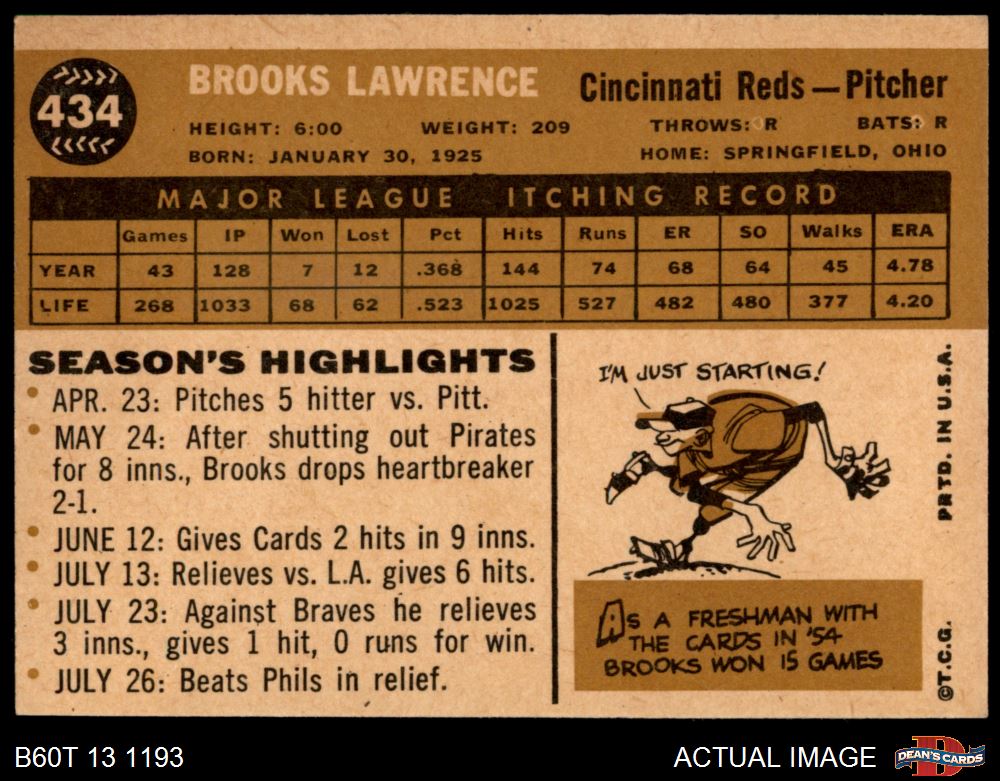 434
BROOKS LAWRENCE
Cincinnati Reds — Pitcher
HEIGHT: 6:00 WEIGHT: 209 THROWS: R BATS: R
BORN: JANUARY 30, 1925 HOME: SPRINGFIELD, OHIO
MAJOR LEAGUE ITCHING RECORD
Games IP Won Lost Pct Hits Runs ER SO Walks ERA
YEAR 43 128 7 12 .368 144 74 68 64 45 4.78
LIFE 268 1033 68 62 .523 1025 527 482 480 377 4.20
SEASON'S HIGHLIGHTS
• APR. 23: Pitches 5 hitter vs. Pitt.
• MAY 24: After shutting out Pirates
for 8 inns., Brooks drops heartbreaker
2-1.
• JUNE 12: Gives Cards 2 hits in 9 inns.
• JULY 13: Relieves vs. L.A. gives 6 hits.
• JULY 23: Against Braves he relieves
3 inns., gives 1 hit, 0 runs for win.
• JULY 26: Beats Phils in relief.
I'M JUST STARTING!
AS A FRESHMAN WITH
THE CARDS IN '54
BROOKS WON 15 GAMES
©T.C.G. PRTD. IN U.S.A.
B60T 13 1193
ACTUAL IMAGE
D
DEAN'S CARDS